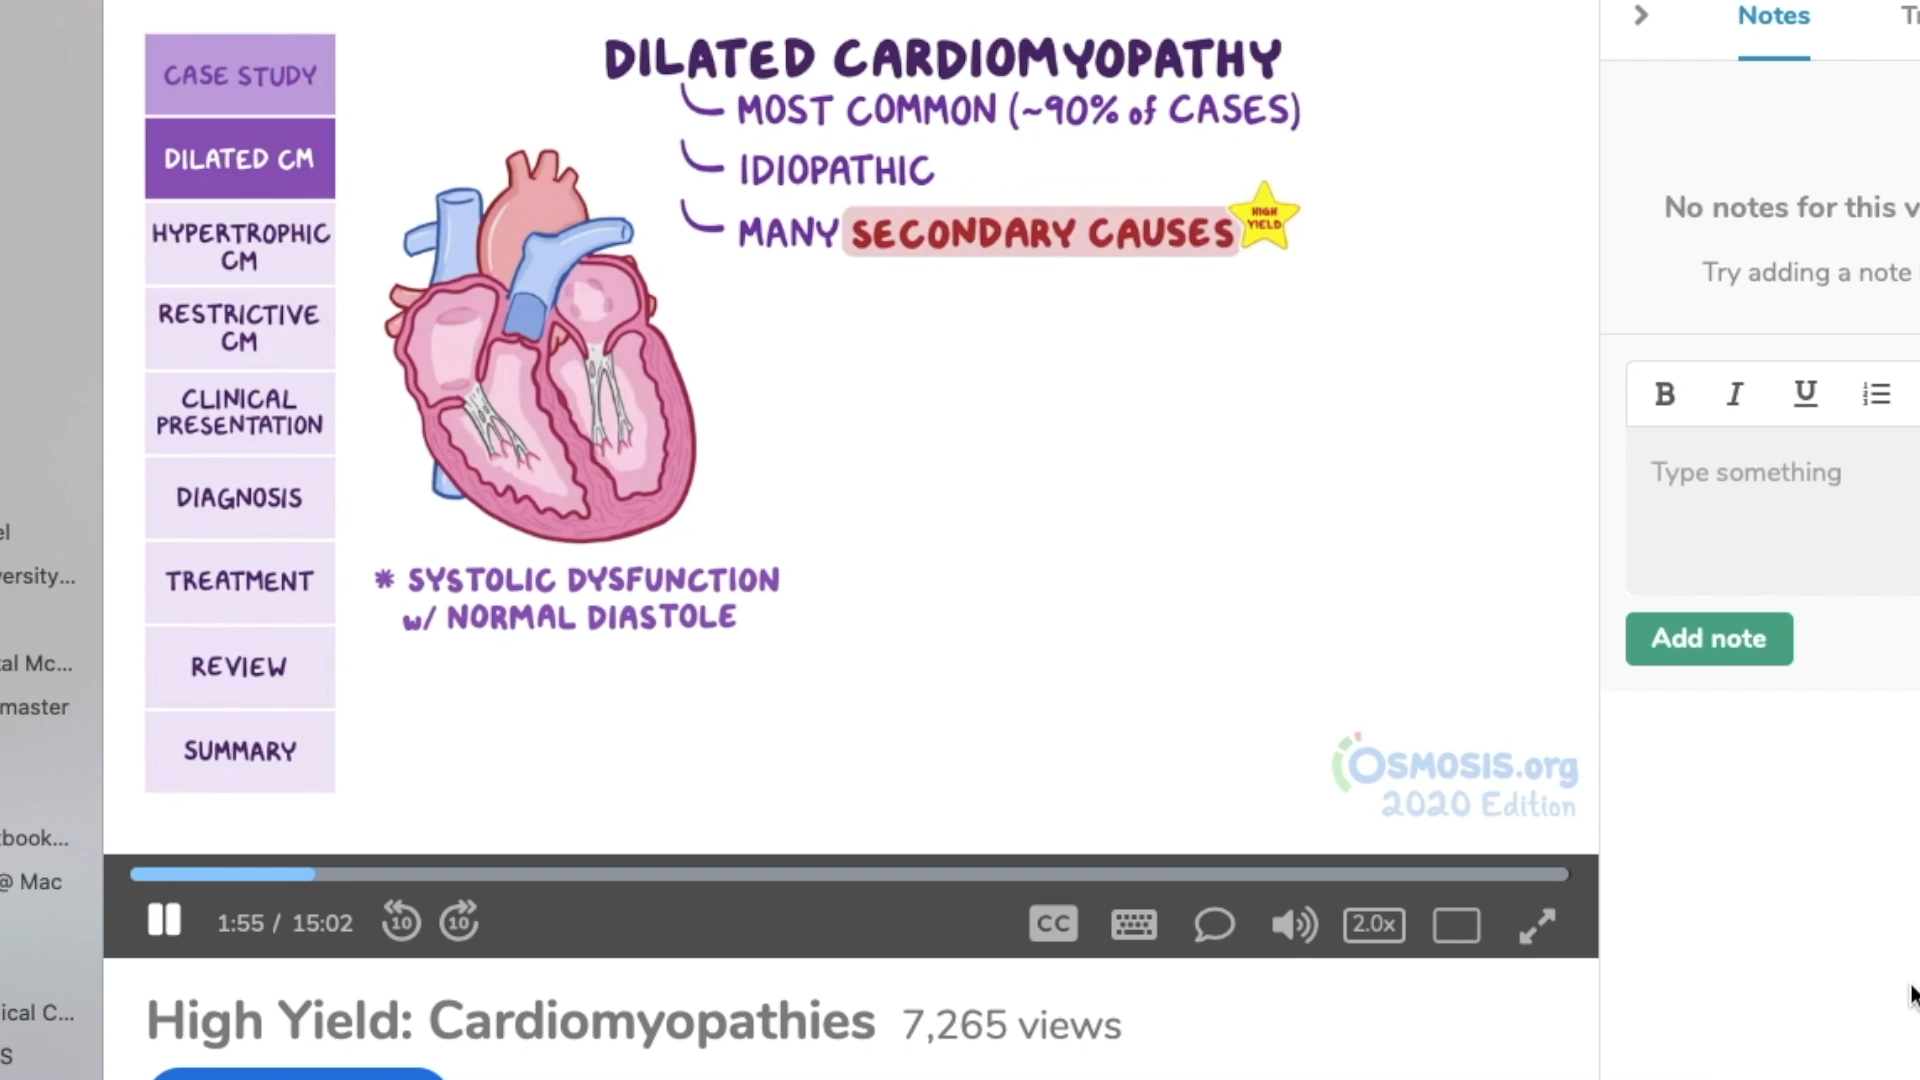 CASE STUDY
DILATED CM
HYPERTROPHIC
CM
RESTRICTIVE
CM
CLINICAL
PRESENTATION
DIAGNOSIS
TREATMENT
REVIEW
SUMMARY
DILATED CARDIOMYOPATHY
MOST COMMON (~90% of CASES)
IDIOPATHIC
MANY SECONDARY CAUSES
HIGH
YIELD
* SYSTOLIC DYSFUNCTION
w/ NORMAL DIASTOLE
OSMOSIS.org
2020 Edition
1:55 / 15:02
10
10
CC
2.0x
High Yield: Cardiomyopathies 7,265 views
Notes
No notes for this
Try adding a note
B I U
Type something
Add note
ersity...
al Mc...
master
book...
@ Mac
ical C...
S